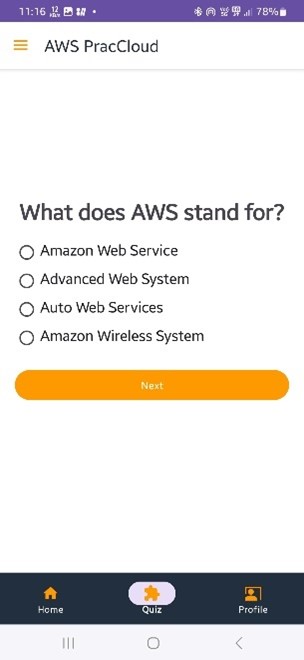 11:16
78%
AWS PracCloud
What does AWS stand for?
Amazon Web Service
Advanced Web System
Auto Web Services
Amazon Wireless System
Next
Home
Quiz
Profile